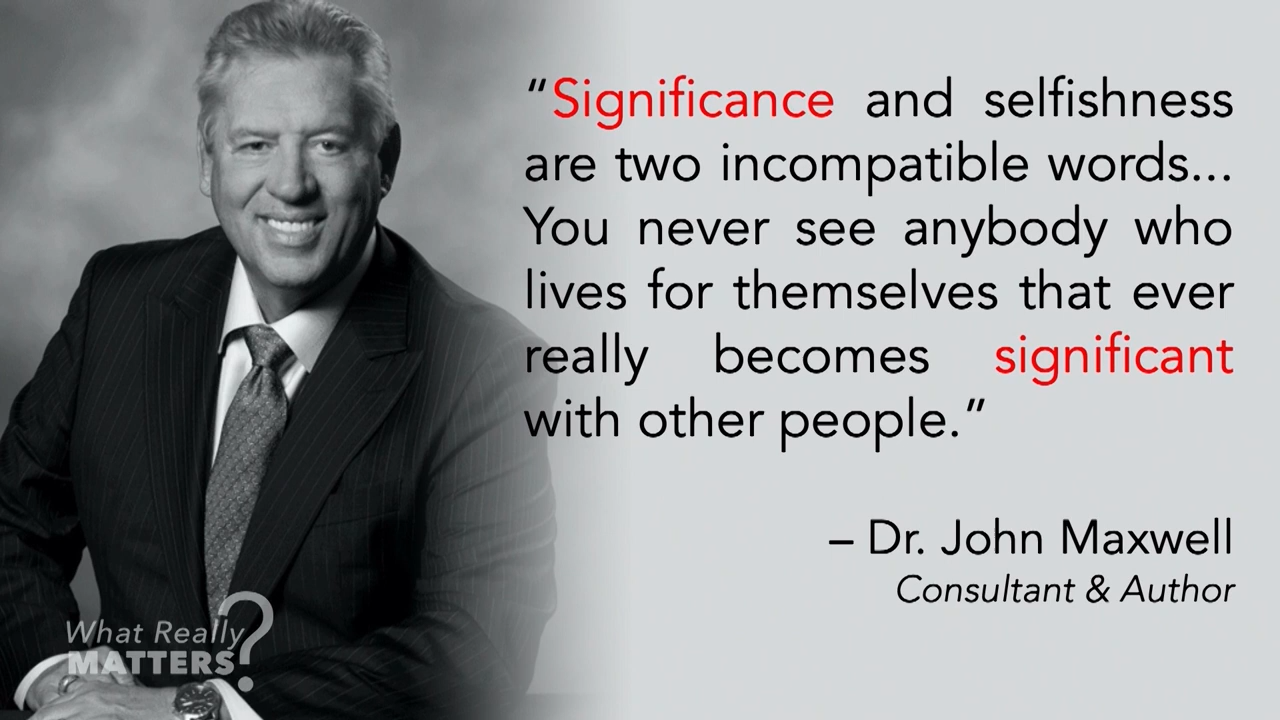 “Significance and selfishness
are two incompatible words...
You never see anybody who
lives for themselves that ever
really becomes significant
with other people.”
– Dr. John Maxwell
Consultant & Author
What Really
MATTERS?